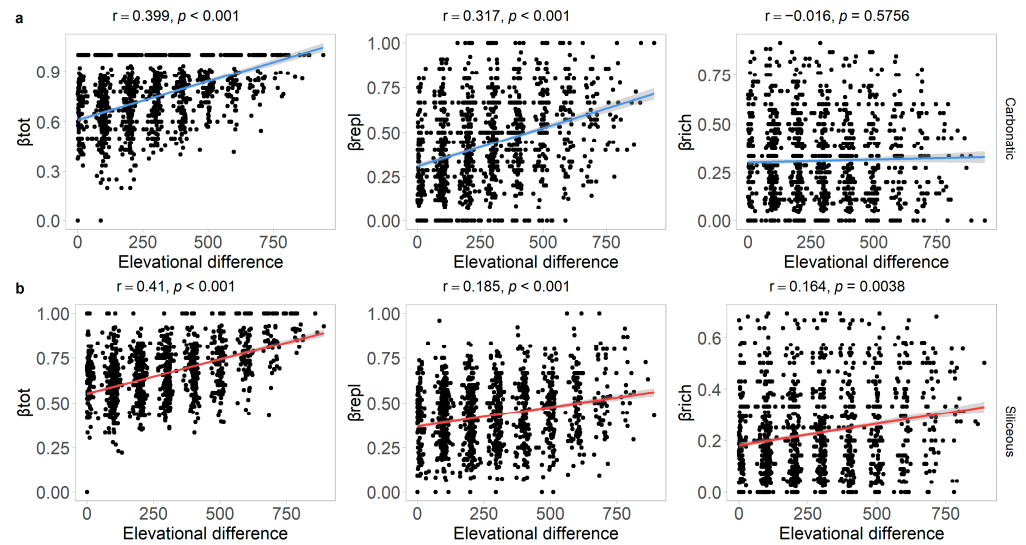 a
r = 0.399, p < 0.001
r = 0.317, p < 0.001
r = −0.016, p = 0.5756
βtot
0.9
0.6
0.3
0.0
0 250 500 750
Elevational difference
βrepl
1.00
0.75
0.50
0.25
0.00
0 250 500 750
Elevational difference
βrich
0.75
0.50
0.25
0.00
0 250 500 750
Elevational difference
Carbonatic
b
r = 0.41, p < 0.001
r = 0.185, p < 0.001
r = 0.164, p = 0.0038
βtot
1.00
0.75
0.50
0.25
0.00
0 250 500 750
Elevational difference
βrepl
1.00
0.75
0.50
0.25
0.00
0 250 500 750
Elevational difference
βrich
0.6
0.4
0.2
0.0
0 250 500 750
Elevational difference
Siliceous